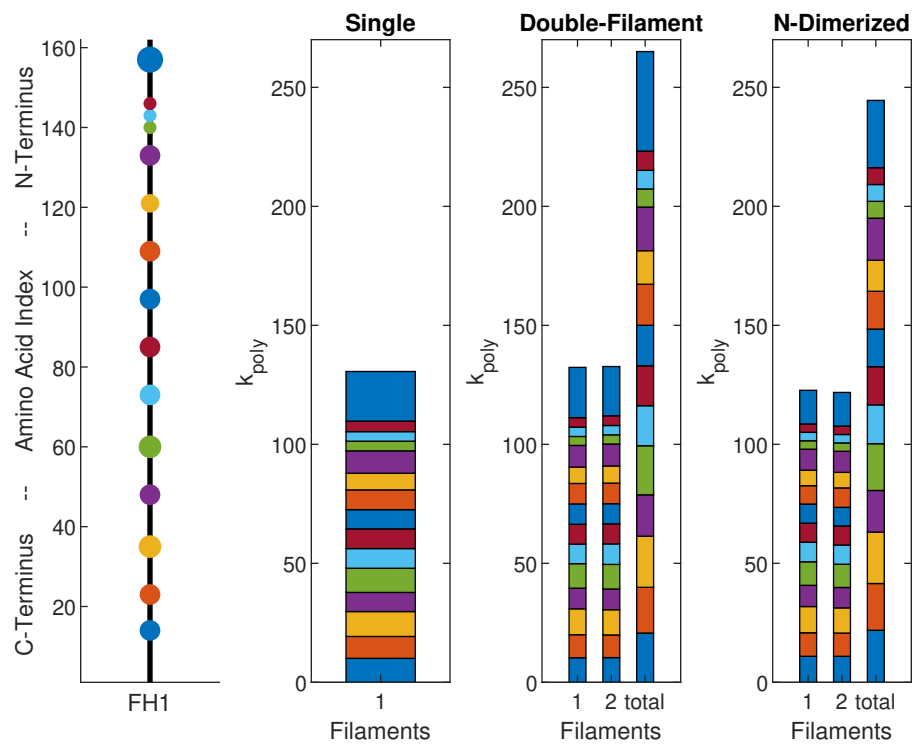 Single
Double-Filament
N-Dimerized
C-Terminus -- Amino Acid Index -- N-Terminus
160
140
120
100
80
60
40
20
FH1
k_poly
250
200
150
100
50
0
1
Filaments
k_poly
250
200
150
100
50
0
1 2 total
Filaments
k_poly
250
200
150
100
50
0
1 2 total
Filaments